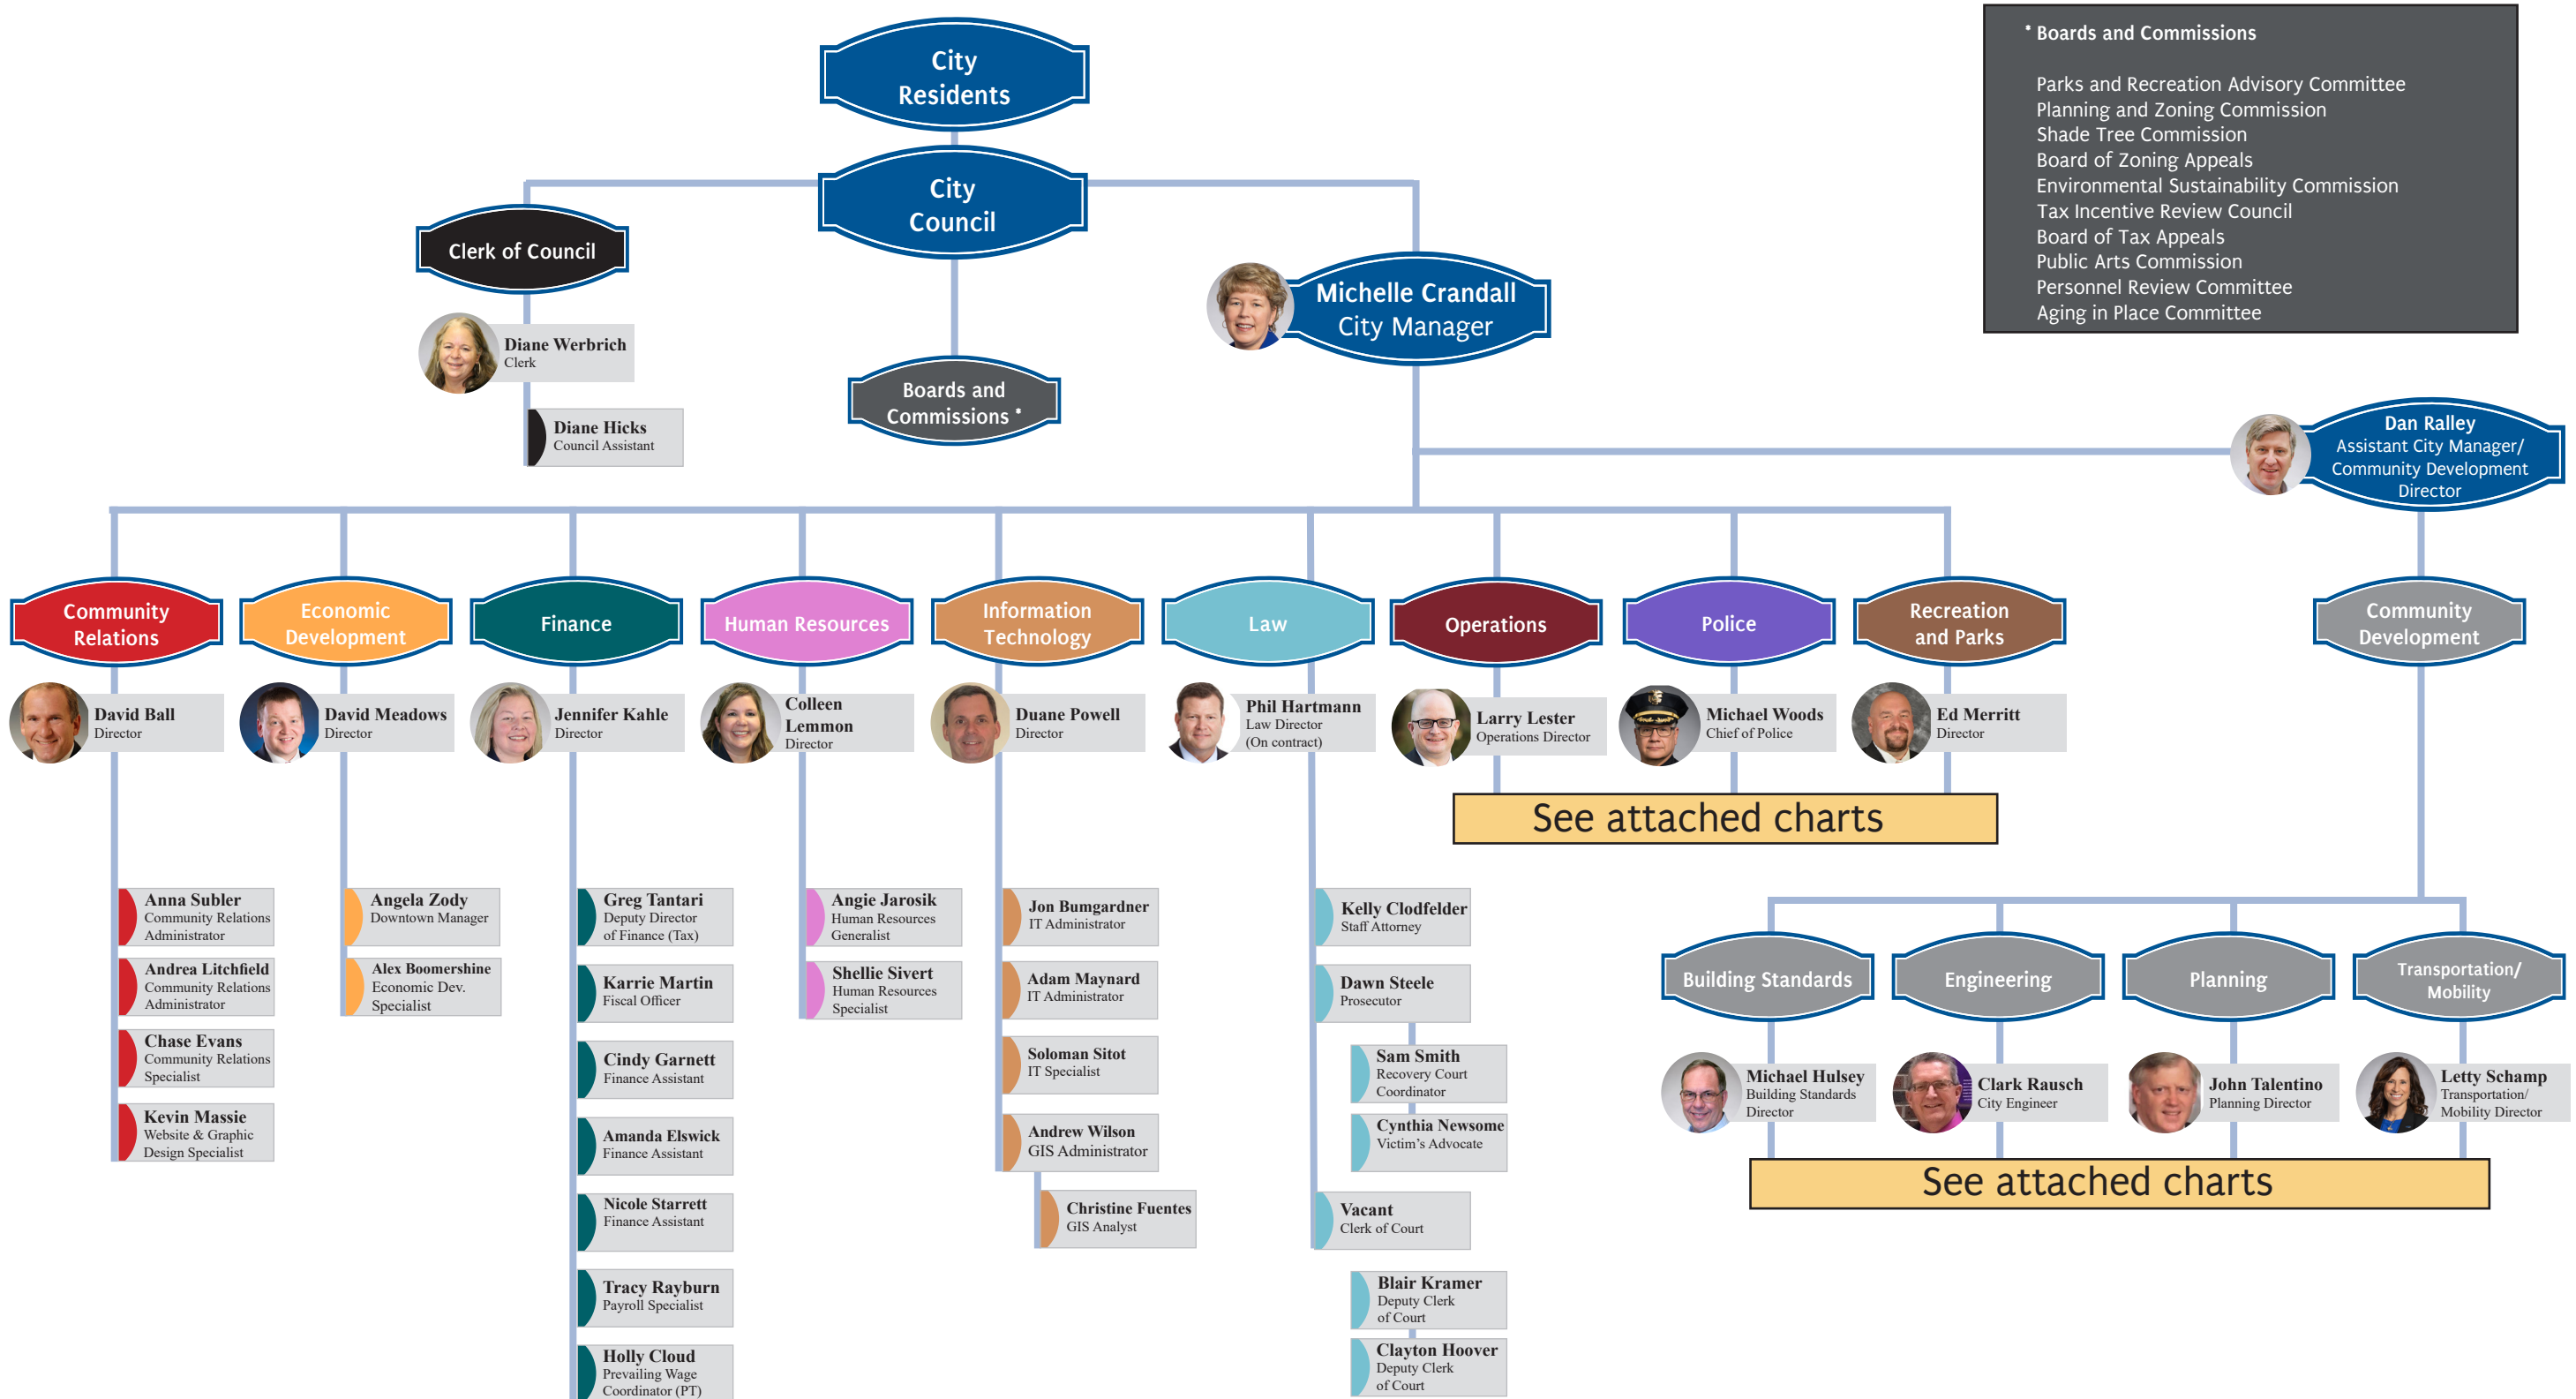 City
Residents
City
Council
Clerk of Council
Diane Werbrich
Clerk
Diane Hicks
Council Assistant
Boards and
Commissions *
Michelle Crandall
City Manager
* Boards and Commissions
Parks and Recreation Advisory Committee
Planning and Zoning Commission
Shade Tree Commission
Board of Zoning Appeals
Environmental Sustainability Commission
Tax Incentive Review Council
Board of Tax Appeals
Public Arts Commission
Personnel Review Committee
Aging in Place Committee
Dan Ralley
Assistant City Manager/
Community Development
Director
Community
Relations
David Ball
Director
Anna Subler
Community Relations
Administrator
Andrea Litchfield
Community Relations
Administrator
Chase Evans
Community Relations
Specialist
Kevin Massie
Website & Graphic
Design Specialist
Economic
Development
David Meadows
Director
Angela Zody
Downtown Manager
Alex Boomershine
Economic Dev.
Specialist
Finance
Jennifer Kahle
Director
Greg Tantari
Deputy Director
of Finance (Tax)
Karrie Martin
Fiscal Officer
Cindy Garnett
Finance Assistant
Amanda Elswick
Finance Assistant
Nicole Starrett
Finance Assistant
Tracy Rayburn
Payroll Specialist
Holly Cloud
Prevailing Wage
Coordinator (PT)
Human Resources
Colleen
Lemmon
Director
Angie Jarosik
Human Resources
Generalist
Shellie Sivert
Human Resources
Specialist
Information
Technology
Duane Powell
Director
Jon Bumgardner
IT Administrator
Adam Maynard
IT Administrator
Soloman Sitot
IT Specialist
Andrew Wilson
GIS Administrator
Christine Fuentes
GIS Analyst
Law
Phil Hartmann
Law Director
(On contract)
Kelly Clodfelder
Staff Attorney
Dawn Steele
Prosecutor
Sam Smith
Recovery Court
Coordinator
Cynthia Newsome
Victim's Advocate
Vacant
Clerk of Court
Blair Kramer
Deputy Clerk
of Court
Clayton Hoover
Deputy Clerk
of Court
Operations
Larry Lester
Operations Director
Police
Michael Woods
Chief of Police
Recreation
and Parks
Ed Merritt
Director
See attached charts
Community
Development
Building Standards
Michael Hulsey
Building Standards
Director
Engineering
Clark Rausch
City Engineer
Planning
John Talentino
Planning Director
Transportation/
Mobility
Letty Schamp
Transportation/
Mobility Director
See attached charts